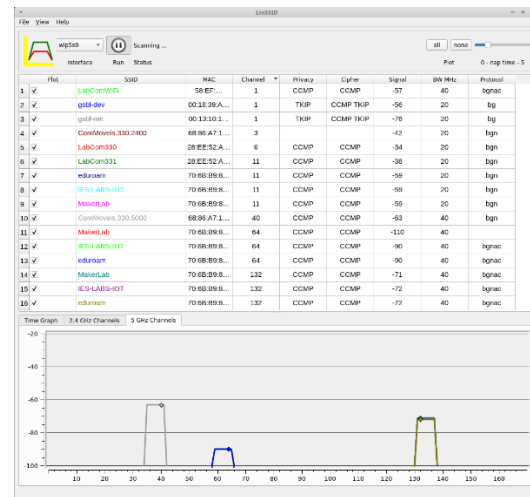 LinSSID
File View Help
wlp5s0 Scanning ... all none
Interface Run Status Plot 0 - nap time - 5
Plot SSID MAC Channel Privacy Cipher Signal BW MHz Protocol
1 LabComWiFi 58:EF:... 1 CCMP CCMP -57 40 bgn
2 gsbl-dev 00:18:39:A... 1 TKIP CCMP TKIP -56 20 bg
3 gsbl-net 00:13:10:1... 1 TKIP CCMP TKIP -76 20 bg
4 ComMoveis.330.2400 68:86:A7:1... 3 -42 20 bgn
5 LabCom330 28:EE:52:A... 6 CCMP CCMP -34 20 bgn
6 LabCom331 28:EE:52:A... 11 CCMP CCMP -38 20 bgn
7 eduroam 70:6B:B9:8... 11 CCMP CCMP -59 20 bgn
8 IES-LABS-IOT 70:6B:B9:8... 11 CCMP CCMP -59 20 bgn
9 MakerLab 70:6B:B9:8... 11 CCMP CCMP -59 20 bgn
10 ComMoveis.330.5000 68:86:A7:1... 40 CCMP CCMP -63 40 bgn
11 MakerLab 70:6B:B9:8... 64 CCMP CCMP -110 40
12 IES-LABS-IOT 70:6B:B9:8... 64 CCMP CCMP -90 40 bgnac
13 eduroam 70:6B:B9:8... 64 CCMP CCMP -90 40 bgnac
14 MakerLab 70:6B:B9:8... 132 CCMP CCMP -71 40 bgnac
15 IES-LABS-IOT 70:6B:B9:8... 132 CCMP CCMP -72 40 bgnac
16 eduroam 70:6B:B9:8... 132 CCMP CCMP -72 40 bgnac
Time Graph 2.4 GHz Channels 5 GHz Channels
-20
-40
-60
-80
-100
10 20 30 40 50 60 70 80 90 100 110 120 130 140 150 160